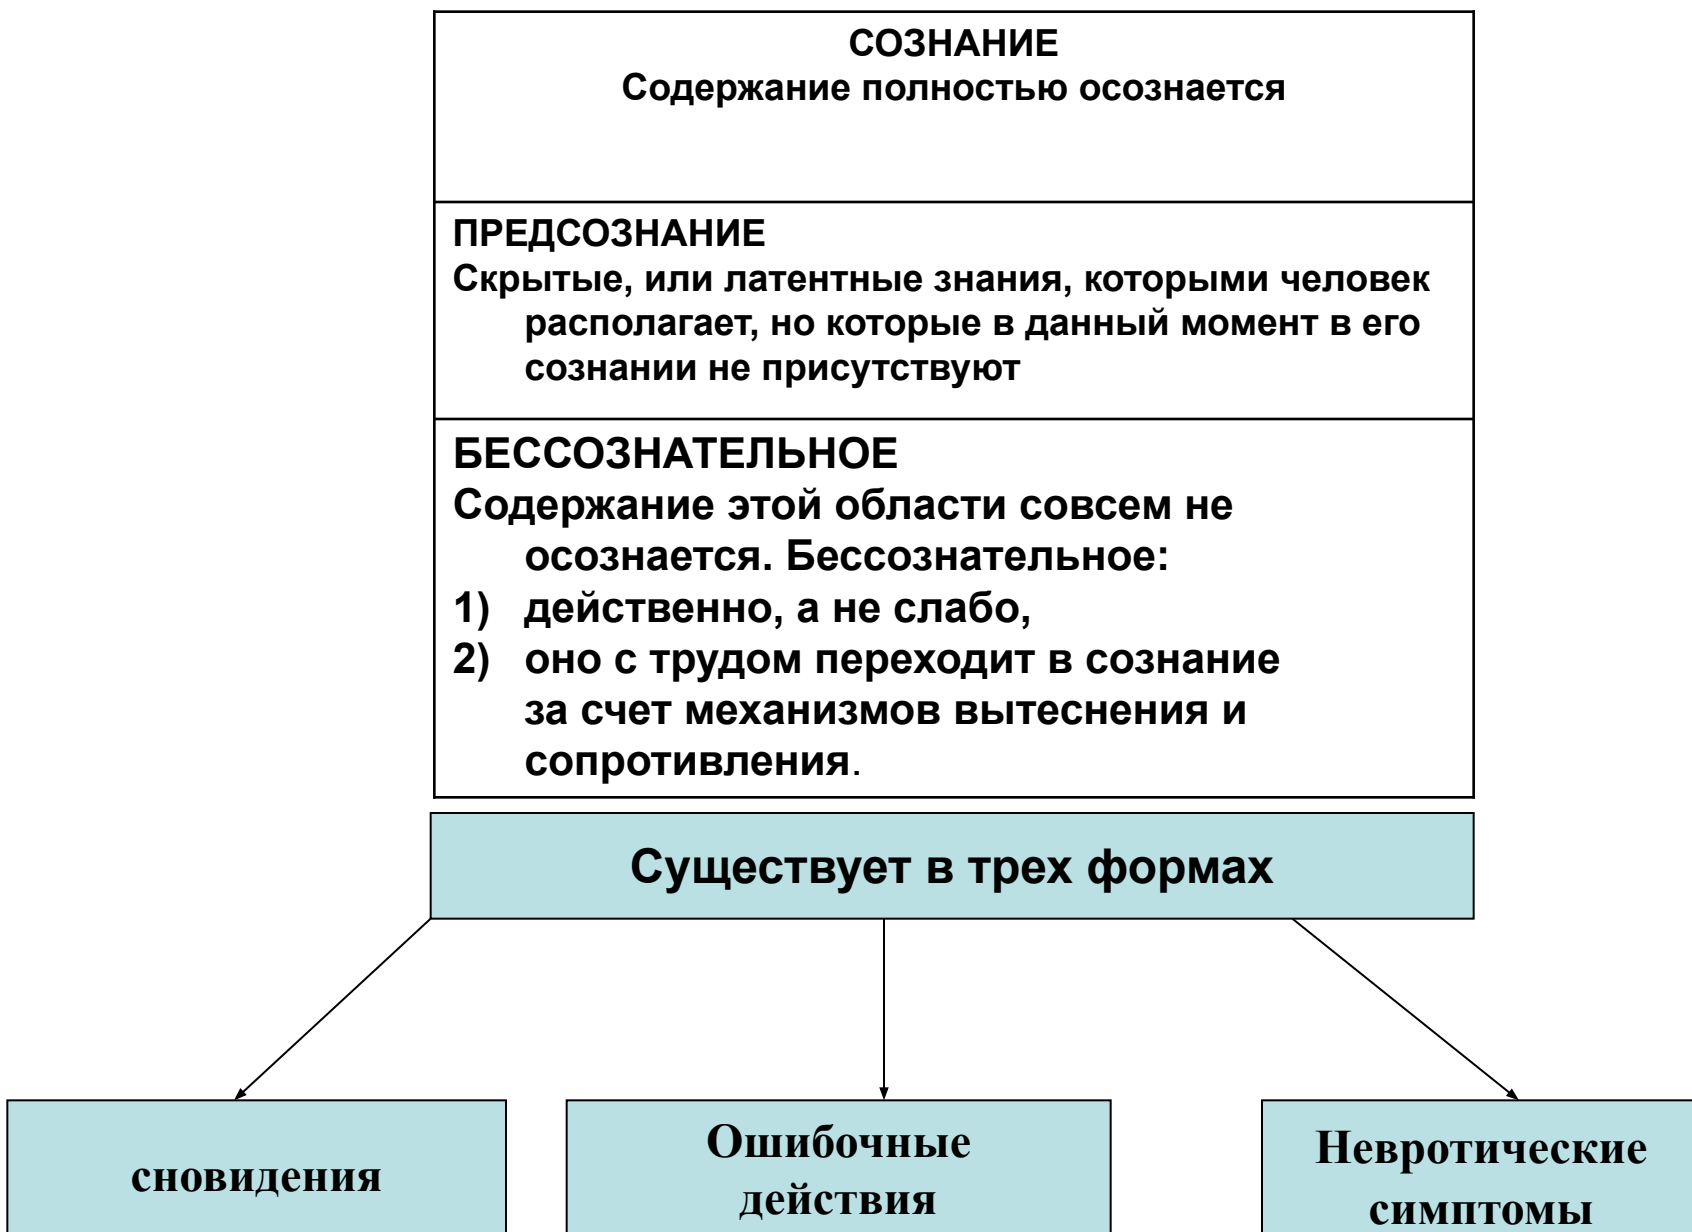 СОЗНАНИЕ
Содержание полностью осознается
ПРЕДСОЗНАНИЕ
Скрытые, или латентные знания, которыми человек
располагает, но которые в данный момент в его
сознании не присутствуют
БЕССОЗНАТЕЛЬНОЕ
Содержание этой области совсем не
осознается. Бессознательное:
1) действенно, а не слабо,
2) оно с трудом переходит в сознание
за счет механизмов вытеснения и
сопротивления.
Существует в трех формах
сновидения
Ошибочные
действия
Невротические
симптомы